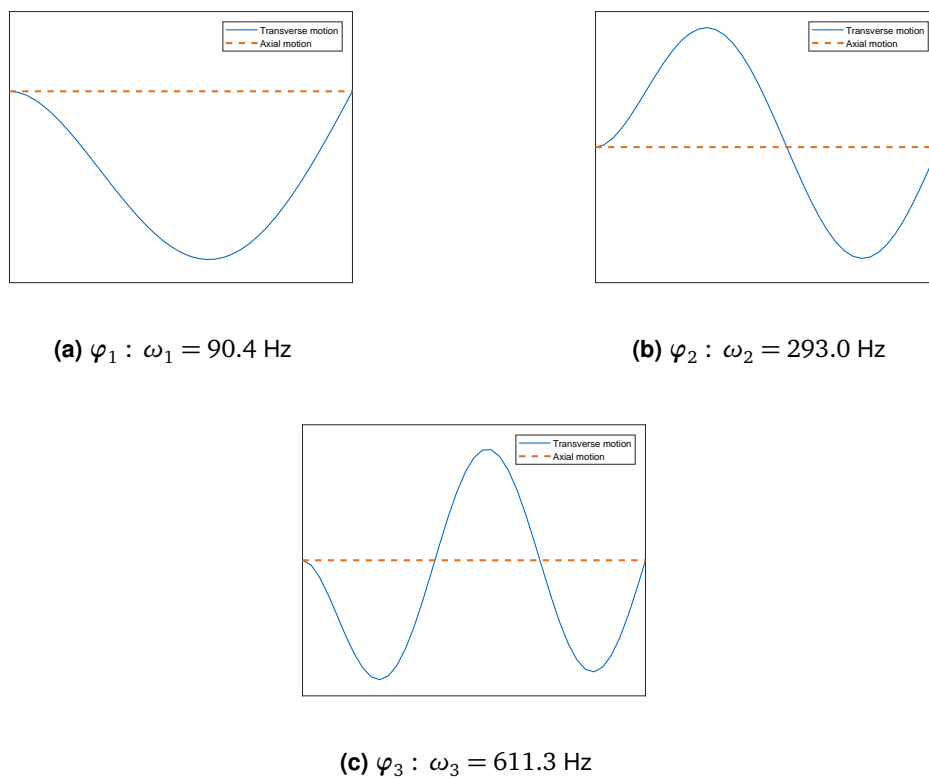 Transverse motion
Axial motion
Transverse motion
Axial motion
(a) φ₁ : ω₁ = 90.4 Hz
(b) φ₂ : ω₂ = 293.0 Hz
Transverse motion
Axial motion
(c) φ₃ : ω₃ = 611.3 Hz